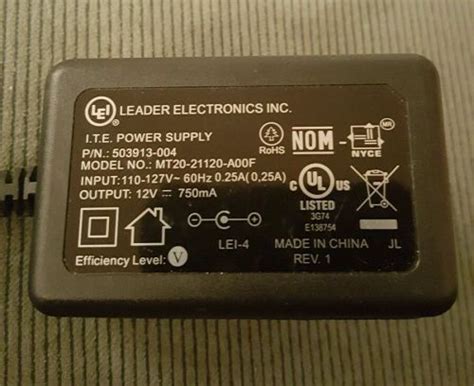 LEI LEADER ELECTRONICS INC.
I.T.E. POWER SUPPLY
P/N.: 503913-004
MODEL NO.: MT20-21120-A00F
INPUT:110-127V~ 60Hz 0.25A(0,25A)
OUTPUT: 12V⎓ 750mA
RoHS
NOM
NYCE
MR
C UL US
LISTED
3G74
E138754
LEI-4
MADE IN CHINA JL
REV. 1
Efficiency Level: V